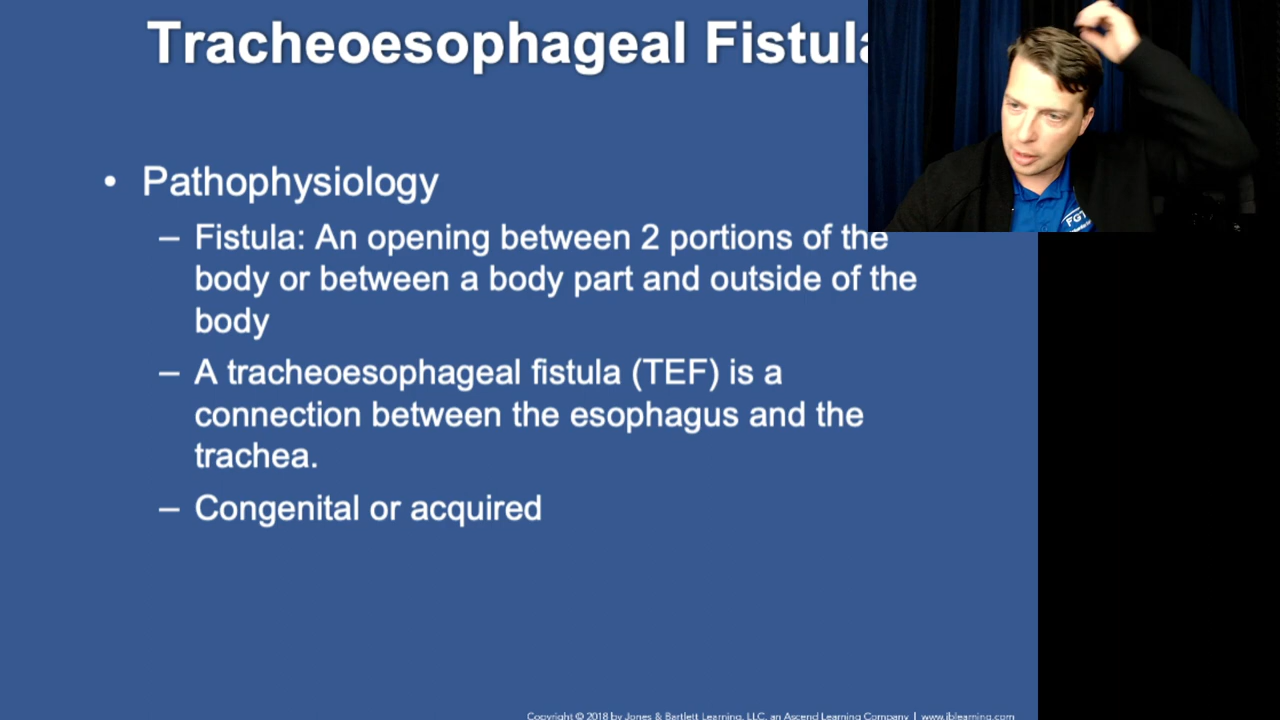 Tracheoesophageal Fistula
• Pathophysiology
– Fistula: An opening between 2 portions of the
body or between a body part and outside of the
body
– A tracheoesophageal fistula (TEF) is a
connection between the esophagus and the
trachea.
– Congenital or acquired
Copyright © 2018 by Jones & Bartlett Learning, LLC, an Ascend Learning Company | www.jblearning.com